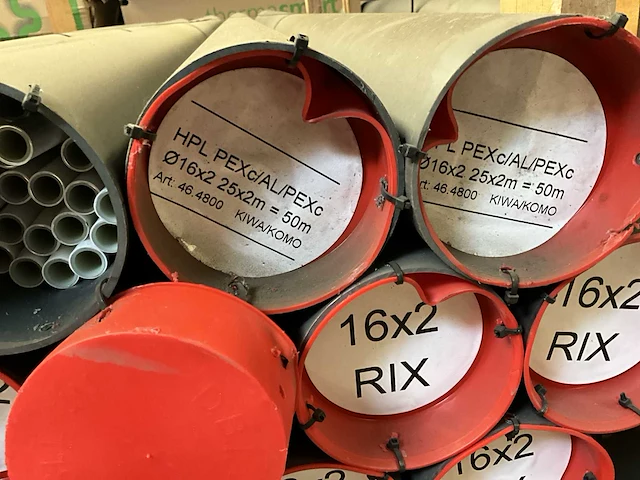 HPL PEXc/AL/PEXc
Ø16x2 25x2m = 50m
Art: 46.4800 KIWA/KOMO
L PEXc/AL/PEXc
Ø16x2 25x2m = 50m
rt: 46.4800 KIWA/KOMO
16x2
RIX
16x2
RIX
16x2